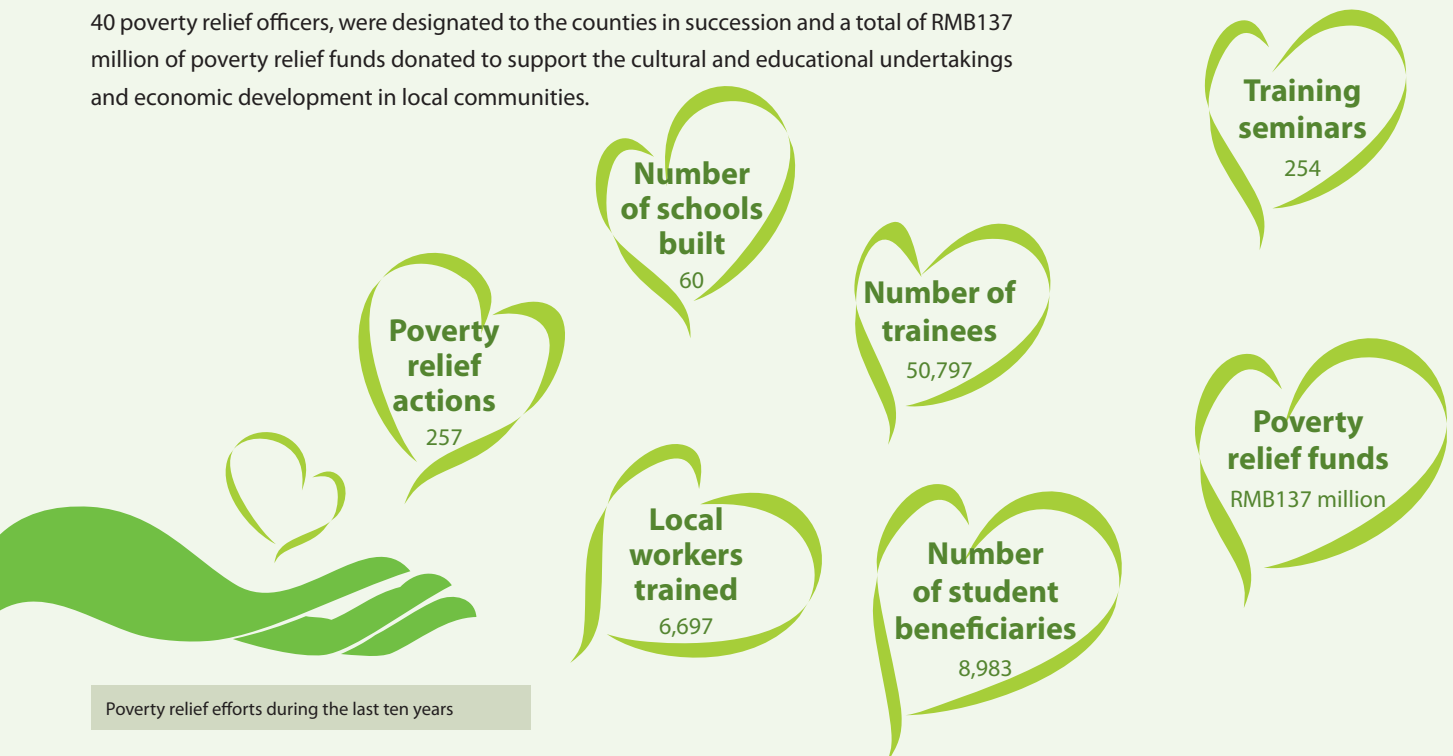 40 poverty relief officers, were designated to the counties in succession and a total of RMB137
million of poverty relief funds donated to support the cultural and educational undertakings
and economic development in local communities.
Training
seminars
254
Number
of schools
built
60
Number of
trainees
50,797
Poverty
relief
actions
257
Poverty
relief funds
RMB137 million
Local
workers
trained
6,697
Number
of student
beneficiaries
8,983
Poverty relief efforts during the last ten years